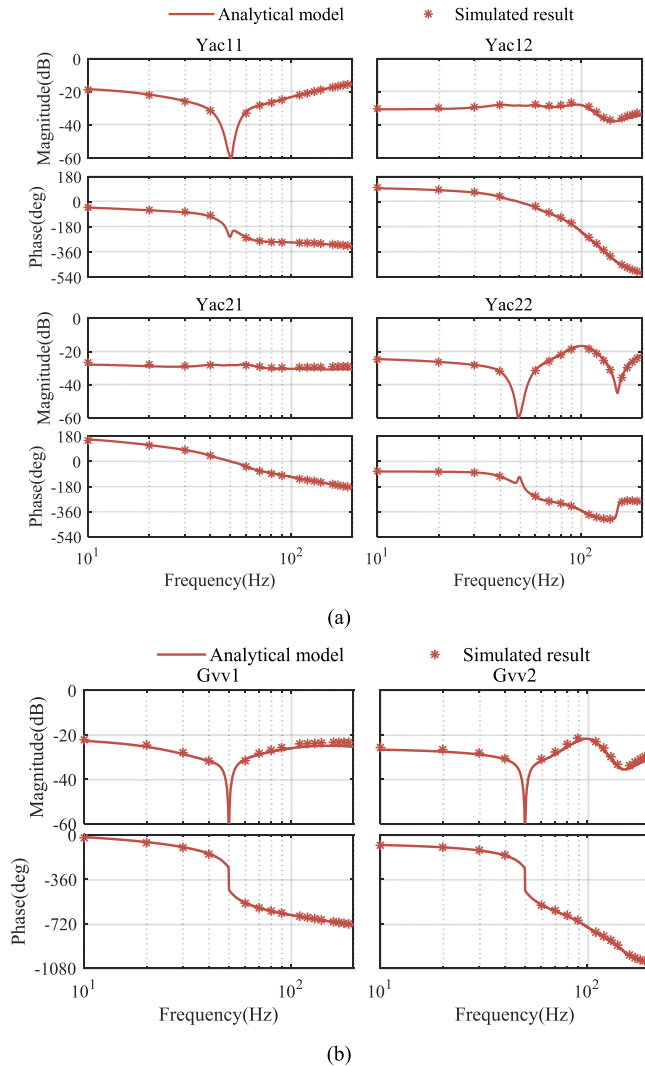 Analytical model Simulated result
Yac11 Yac12
Magnitude(dB)
0
-20
-40
-60
Phase(deg)
180
0
-180
-360
-540
Yac21 Yac22
Magnitude(dB)
0
-20
-40
-60
Phase(deg)
180
0
-180
-360
-540
10^1 10^2 10^1 10^2
Frequency(Hz) Frequency(Hz)
(a)
Analytical model Simulated result
Gvv1 Gvv2
Magnitude(dB)
0
-20
-40
-60
Phase(deg)
0
-360
-720
-1080
10^1 10^2 10^1 10^2
Frequency(Hz) Frequency(Hz)
(b)